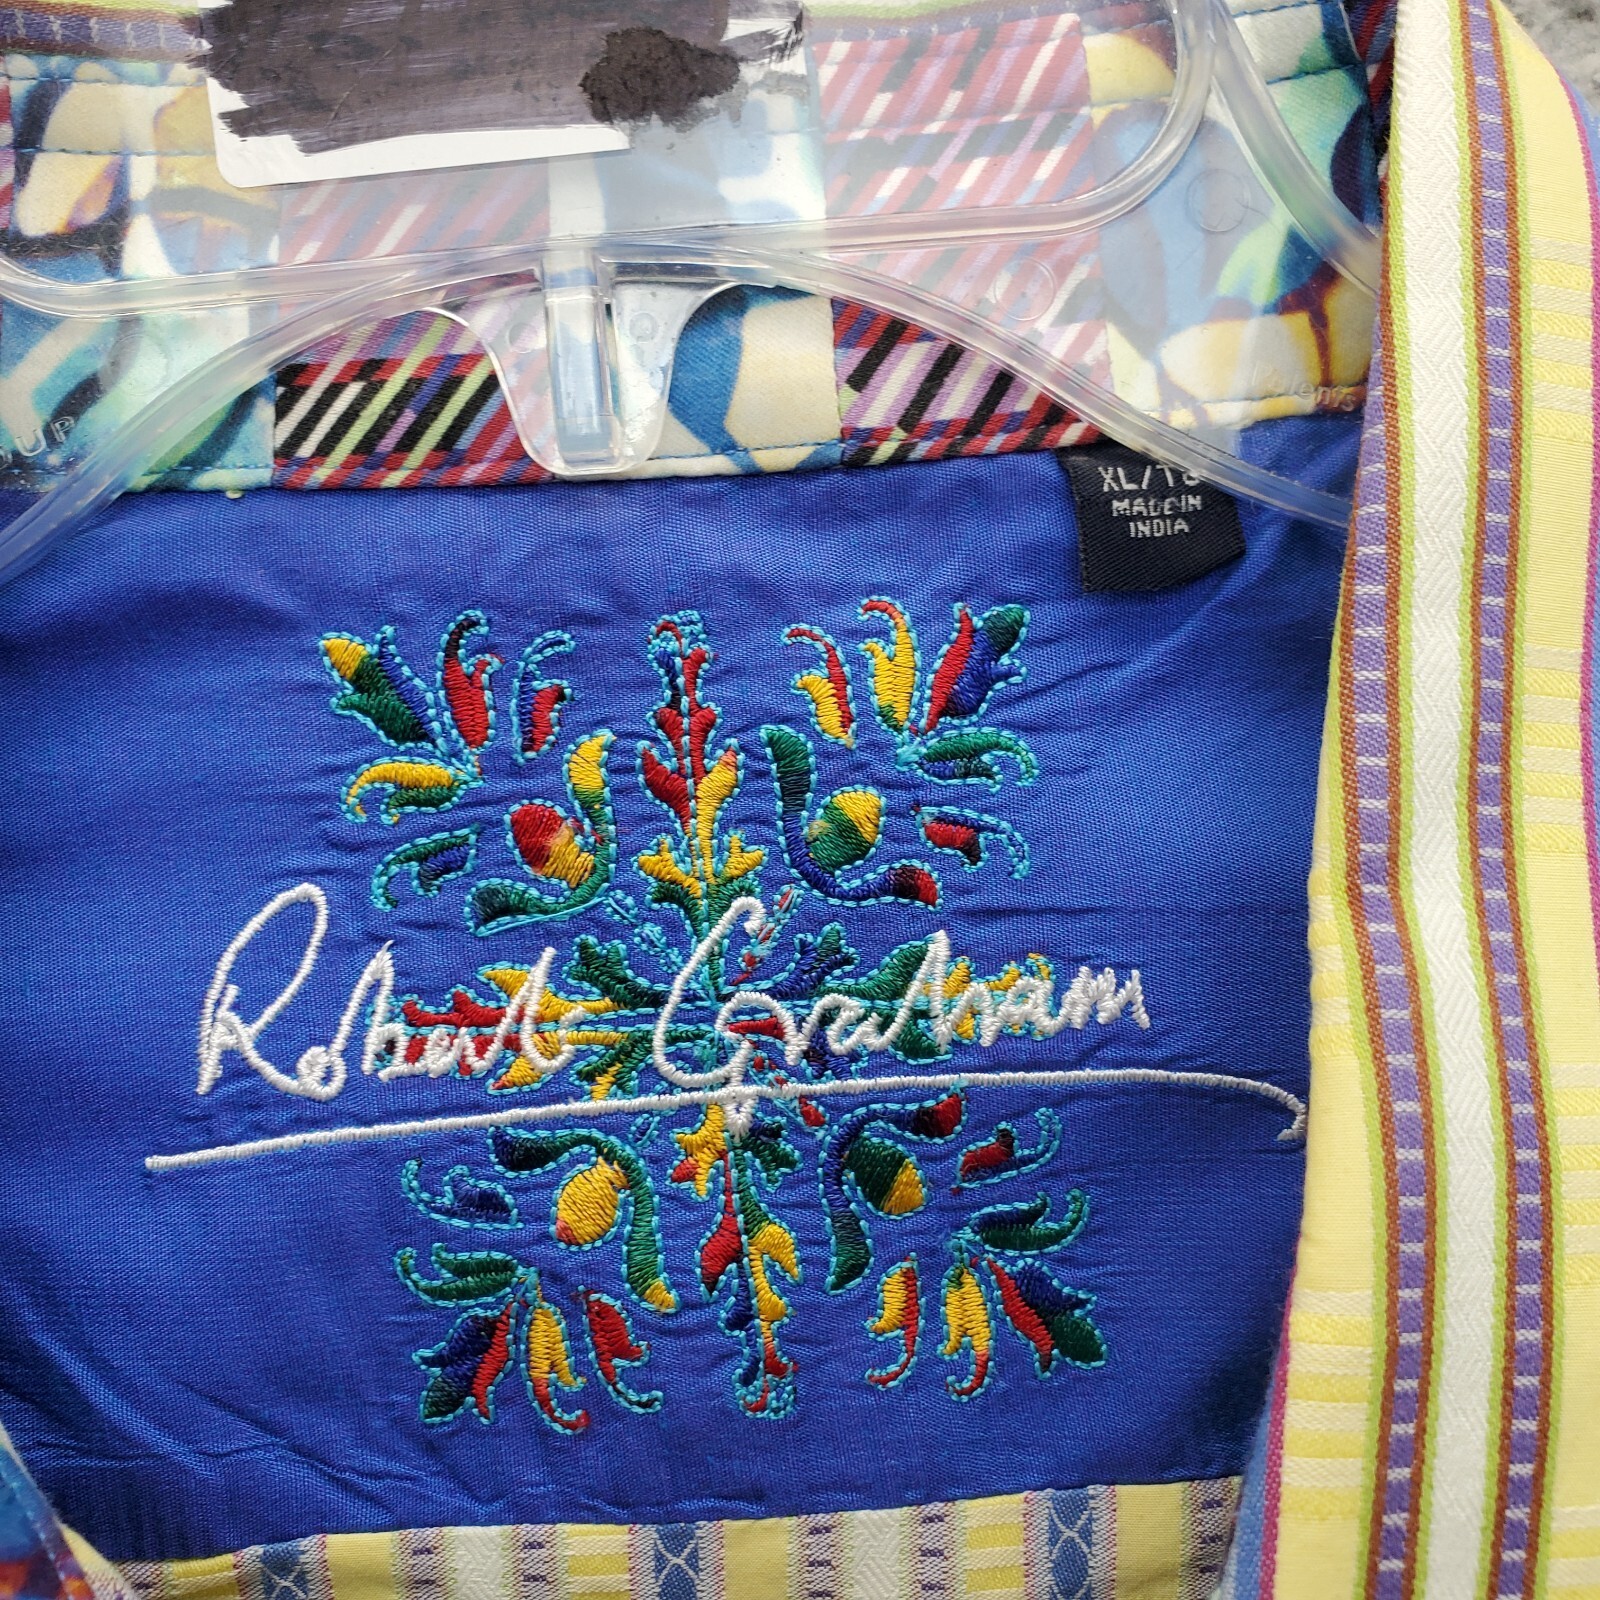 XL/TG
MADE IN
INDIA
Robert Graham